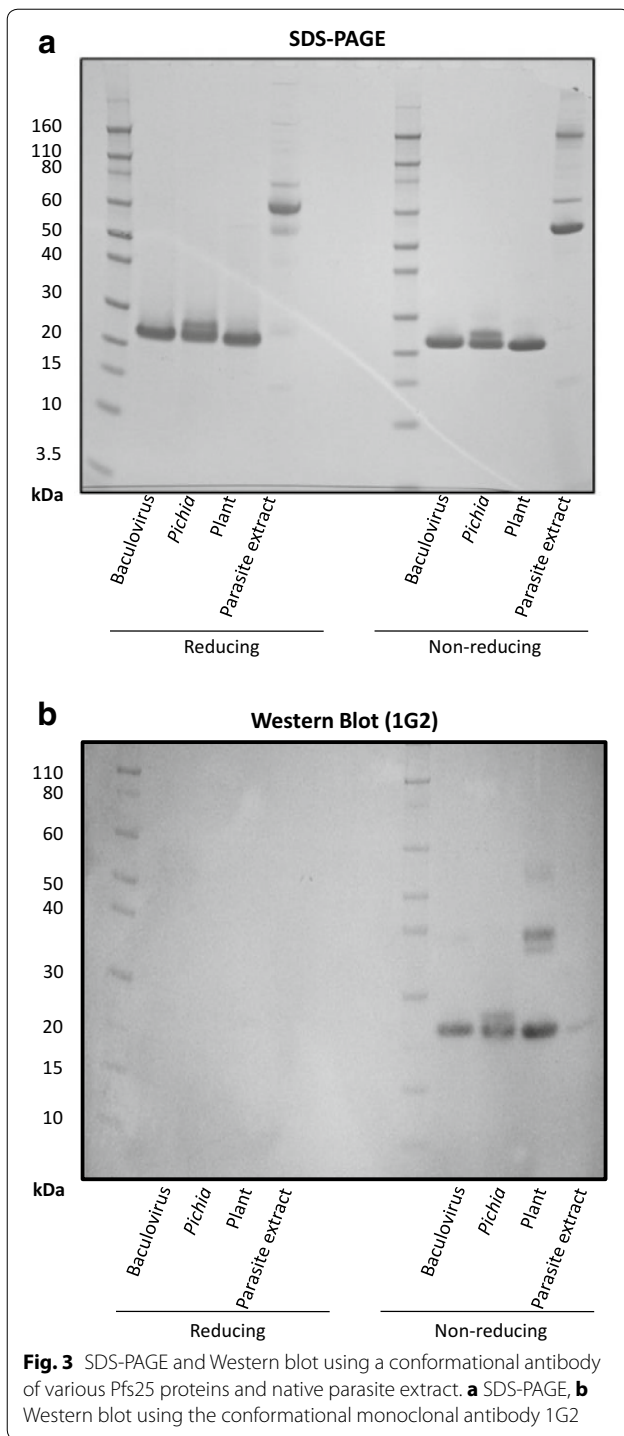 a
SDS-PAGE
160
110
80
60
50
40
30
20
15
10
3.5
kDa
Baculovirus
Pichia
Plant
Parasite extract
Baculovirus
Pichia
Plant
Parasite extract
Reducing
Non-reducing
b
Western Blot (1G2)
110
80
60
50
40
30
20
15
10
kDa
Baculovirus
Pichia
Plant
Parasite extract
Baculovirus
Pichia
Plant
Parasite extract
Reducing
Non-reducing
Fig. 3 SDS-PAGE and Western blot using a conformational antibody
of various Pfs25 proteins and native parasite extract. a SDS-PAGE, b
Western blot using the conformational monoclonal antibody 1G2